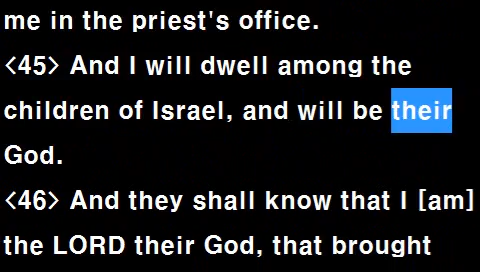 me in the priest's office.
<45> And I will dwell among the
children of Israel, and will be their
God.
<46> And they shall know that I [am]
the LORD their God, that brought